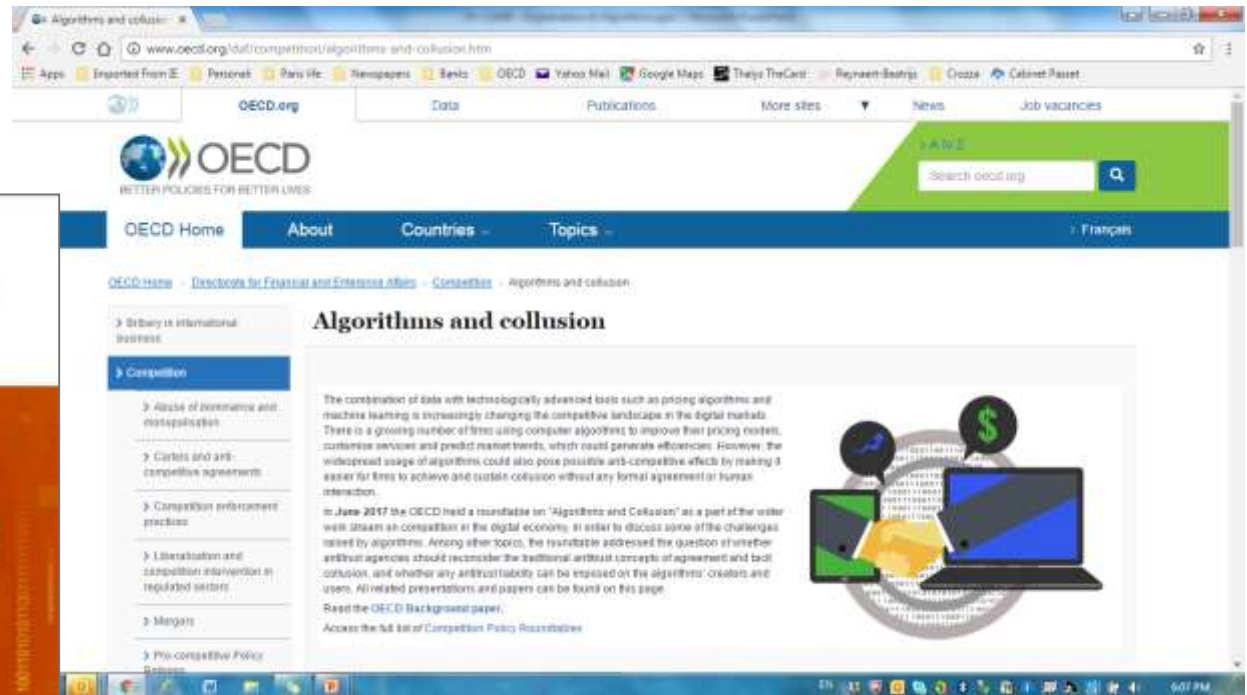 Algorithms and collusion
www.oecd.org/daf/competition/algorithms-and-collusion.htm
Apps Imported From IE Personal Paris life Newspapers Banks OECD Yahoo Mail Google Maps Thalys TheCard Cabinet Passet
OECD.org Data Publications More sites News Job vacancies
OECD
BETTER POLICIES FOR BETTER LIVES
A to Z
Search oecd.org
OECD Home About Countries Topics Français
OECD Home Directorate for Financial and Enterprise Affairs Competition Algorithms and collusion
Bribery in international
business
Algorithms and collusion
Competition
Abuse of dominance and
monopolisation
Cartels and anti-
competitive agreements
Competition enforcement
practices
Liberalisation and
competition intervention in
regulated sectors
Mergers
Pro-competitive Policy
Reforms
The combination of data with technologically advanced tools such as pricing algorithms and
machine learning is increasingly changing the competitive landscape in the digital markets.
There is a growing number of firms using computer algorithms to improve their pricing models,
customise services and predict market trends, which could generate efficiencies. However, the
widespread usage of algorithms could also pose possible anti-competitive effects by making it
easier for firms to achieve and sustain collusion without any formal agreement or human
interaction.
In June 2017 the OECD held a roundtable on "Algorithms and Collusion" as a part of the wider
work stream on competition in the digital economy, in order to discuss some of the challenges
raised by algorithms. Among other topics, the roundtable addressed the question of whether
antitrust agencies should reconsider the traditional antitrust concepts of agreement and tacit
collusion, and whether any antitrust liability can be imposed on the algorithms' creators and
users. All related presentations and papers can be found on this page.
Read the OECD Background paper.
Access the full list of Competition Policy Roundtables
$
EN
6:07 PM